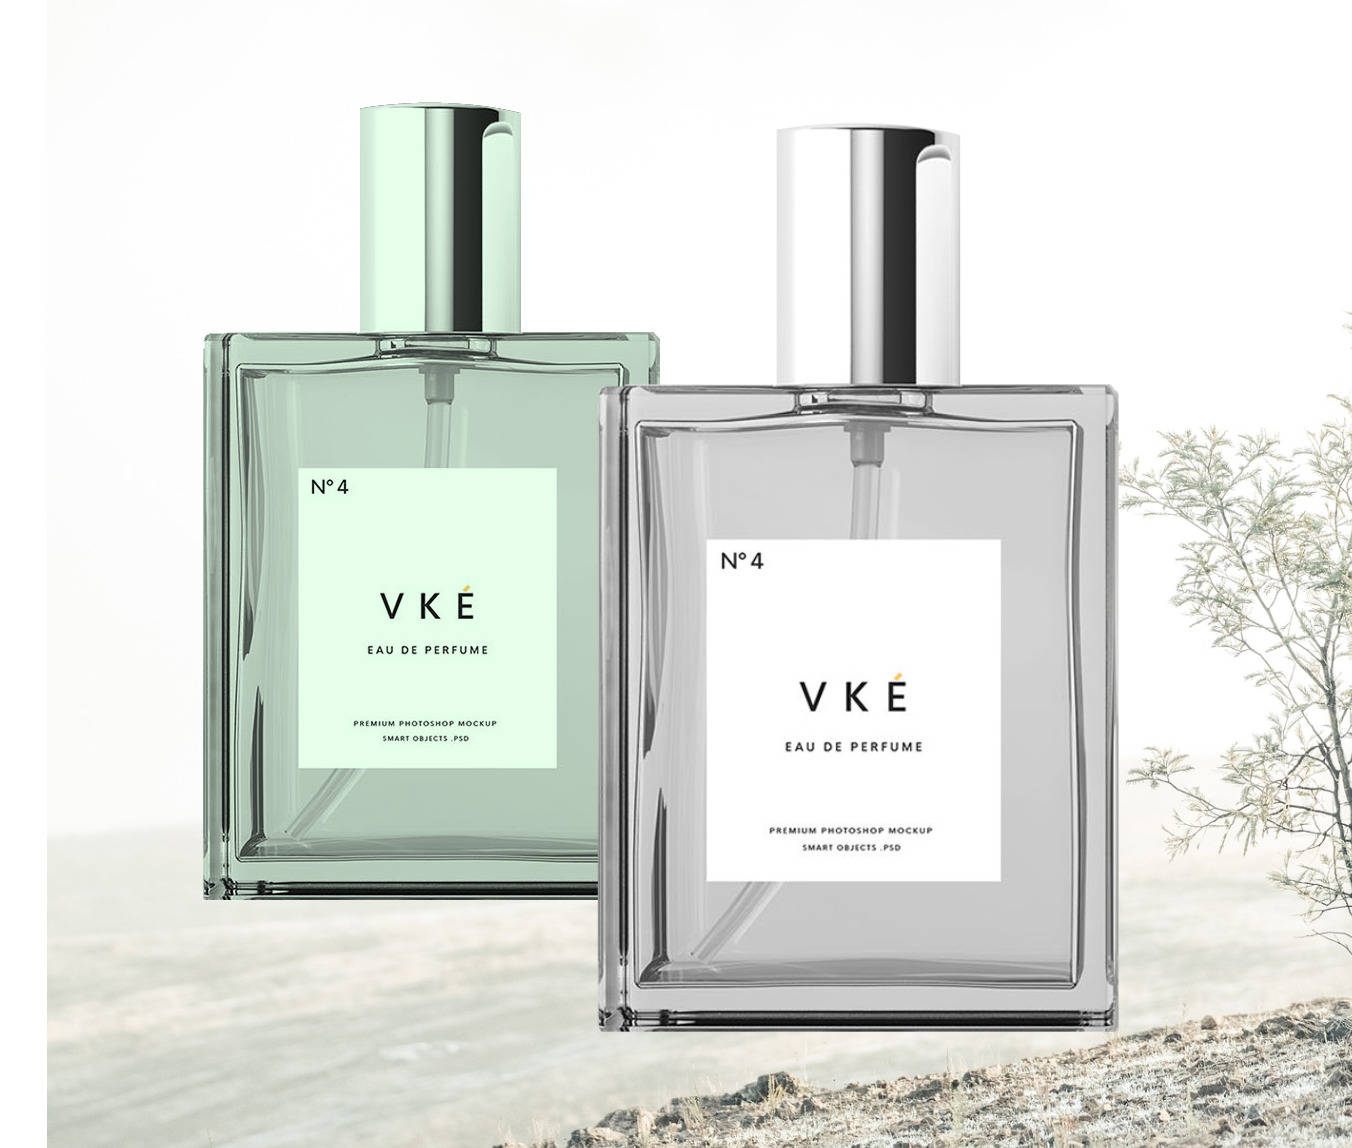 N° 4
VKÉ
EAU DE PERFUME
PREMIUM PHOTOSHOP MOCKUP
SMART OBJECTS .PSD
N° 4
VKÉ
EAU DE PERFUME
PREMIUM PHOTOSHOP MOCKUP
SMART OBJECTS .PSD